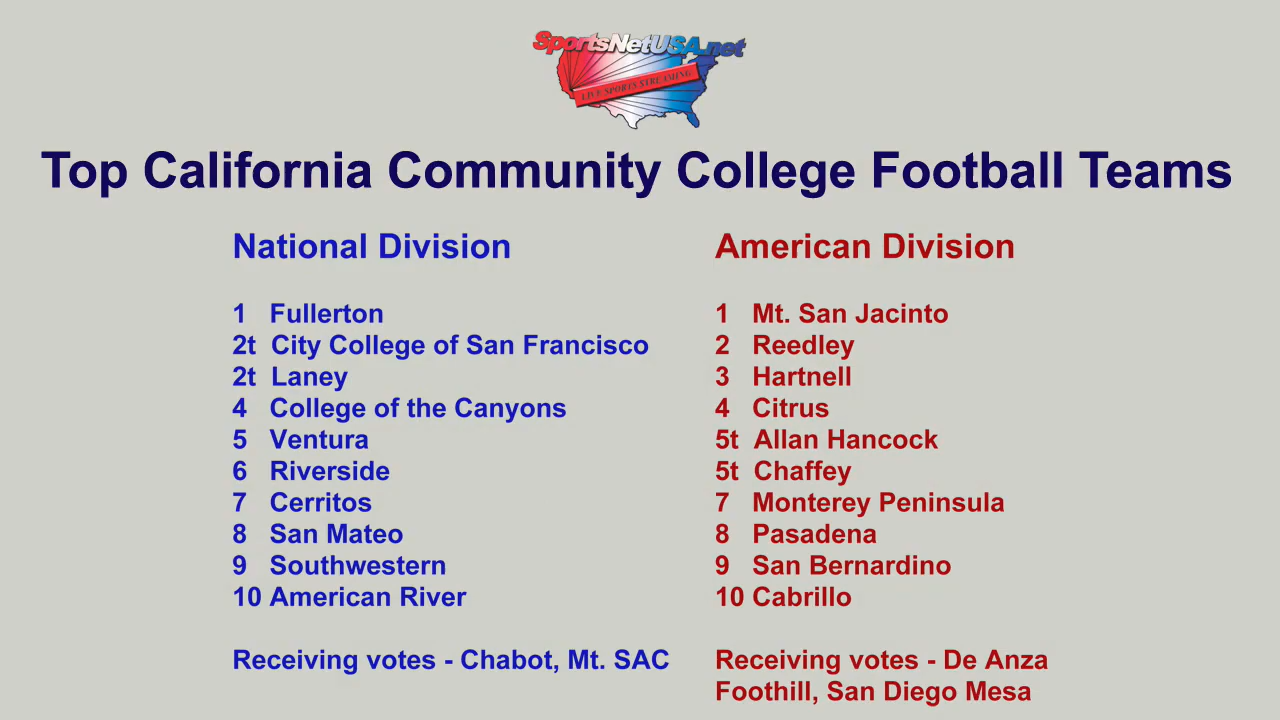 SportsNetUSA.net
LIVE SPORTS STREAMING
Top California Community College Football Teams
National Division
1 Fullerton
2t City College of San Francisco
2t Laney
4 College of the Canyons
5 Ventura
6 Riverside
7 Cerritos
8 San Mateo
9 Southwestern
10 American River
Receiving votes - Chabot, Mt. SAC
American Division
1 Mt. San Jacinto
2 Reedley
3 Hartnell
4 Citrus
5t Allan Hancock
5t Chaffey
7 Monterey Peninsula
8 Pasadena
9 San Bernardino
10 Cabrillo
Receiving votes - De Anza
Foothill, San Diego Mesa